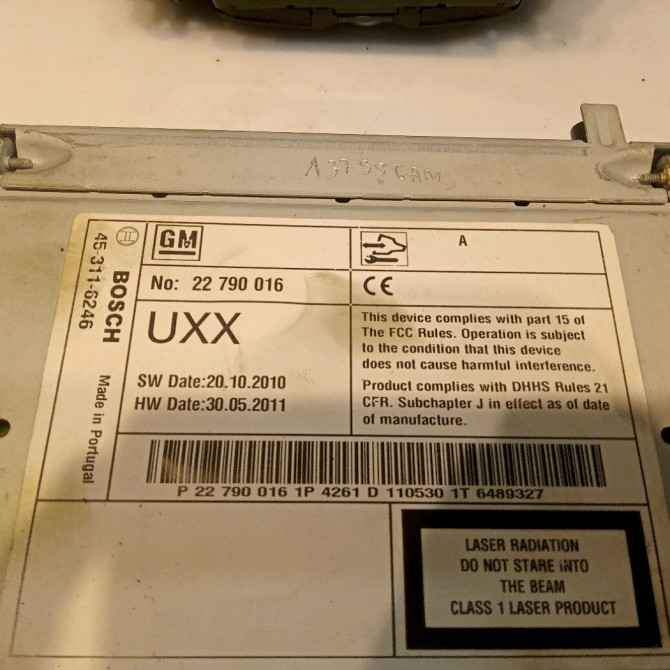 45-311-6246
BOSCH
Made in Portugal
GM
A
No: 22 790 016
CE
UXX
SW Date:20.10.2010
HW Date:30.05.2011
This device complies with part 15 of
The FCC Rules. Operation is subject
to the condition that this device
does not cause harmful interference.
Product complies with DHHS Rules 21
CFR. Subchapter J in effect as of date
of manufacture.
P 22 790 016 1P 4261 D 110530 1T 6489327
LASER RADIATION
DO NOT STARE INTO
THE BEAM
CLASS 1 LASER PRODUCT